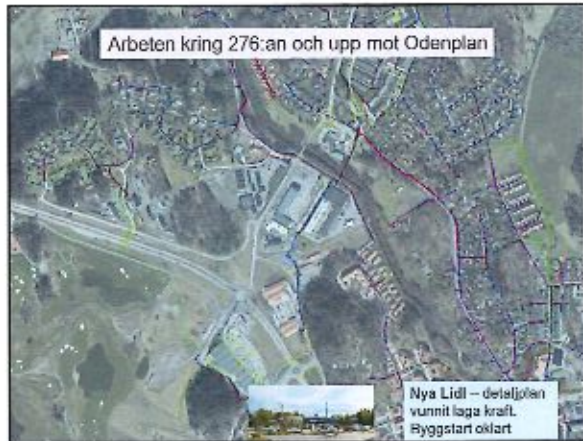 Arbeten kring 276:an och upp mot Odenplan
Nya Lidl – detaljplan
vunnit laga kraft.
Byggstart oklart